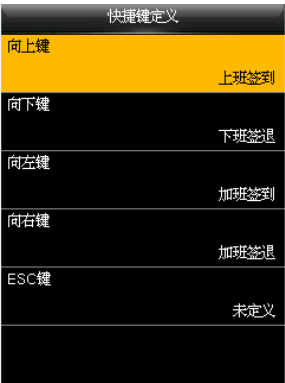 快捷键定义
向上键
上班签到
向下键
下班签退
向左键
加班签到
向右键
加班签退
ESC键
未定义